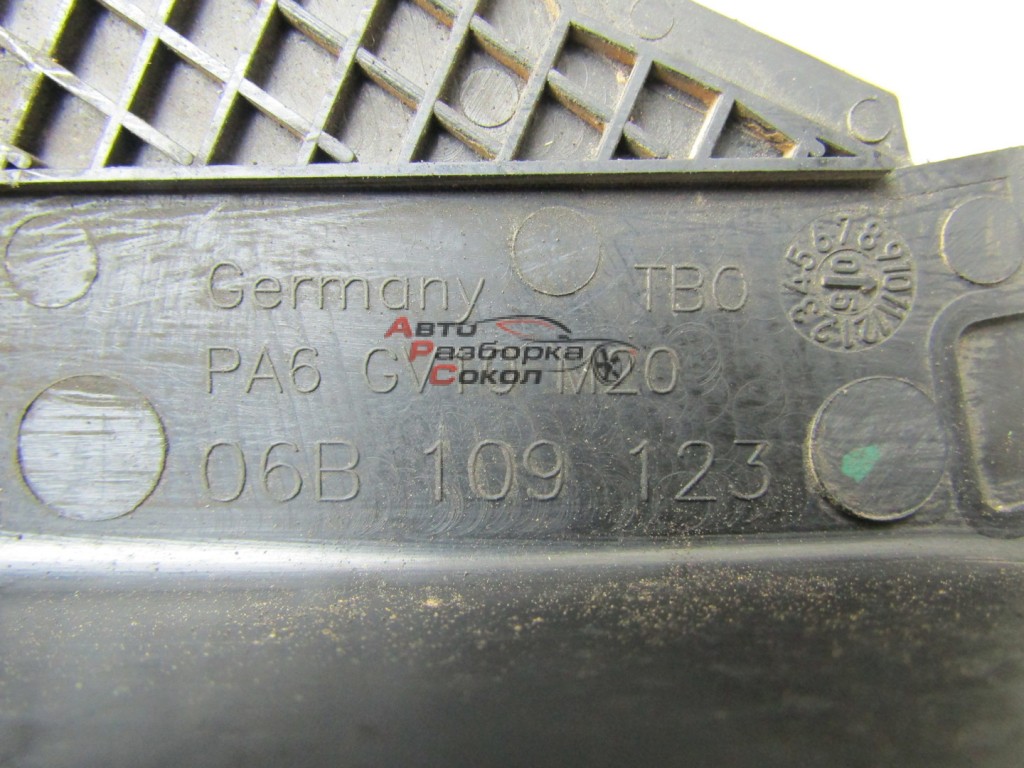 Germany TBO
PA6 M20
06B 109 123
Авто
Разборка
Сокол